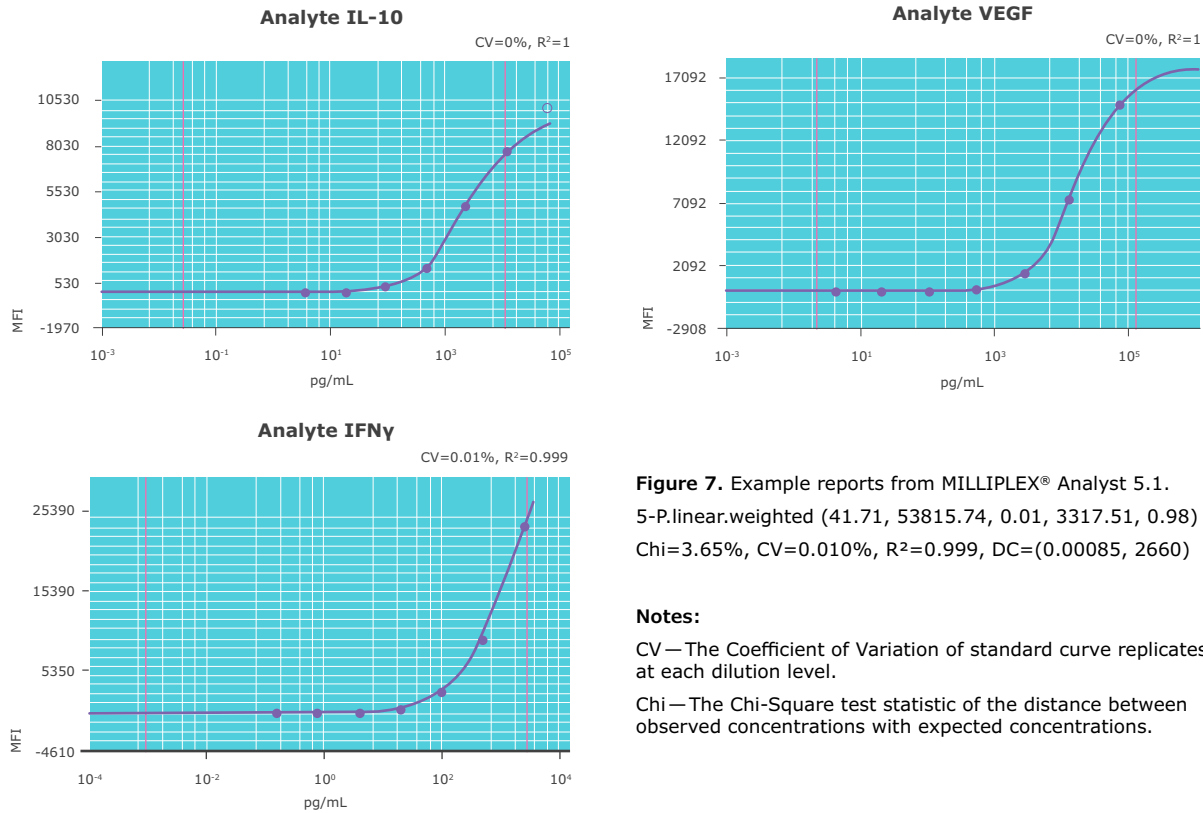 Analyte IL-10
CV=0%, R²=1
10530
8030
5530
3030
530
-1970
MFI
10⁻³ 10⁻¹ 10¹ 10³ 10⁵
pg/mL
Analyte VEGF
CV=0%, R²=1
17092
12092
7092
2092
-2908
MFI
10⁻³ 10¹ 10³ 10⁵
pg/mL
Analyte IFNγ
CV=0.01%, R²=0.999
25390
15390
5350
-4610
MFI
10⁻⁴ 10⁻² 10⁰ 10² 10⁴
pg/mL
Figure 7. Example reports from MILLIPLEX® Analyst 5.1.
5-P.linear.weighted (41.71, 53815.74, 0.01, 3317.51, 0.98)
Chi=3.65%, CV=0.010%, R²=0.999, DC=(0.00085, 2660)
Notes:
CV—The Coefficient of Variation of standard curve replicates
at each dilution level.
Chi—The Chi-Square test statistic of the distance between
observed concentrations with expected concentrations.